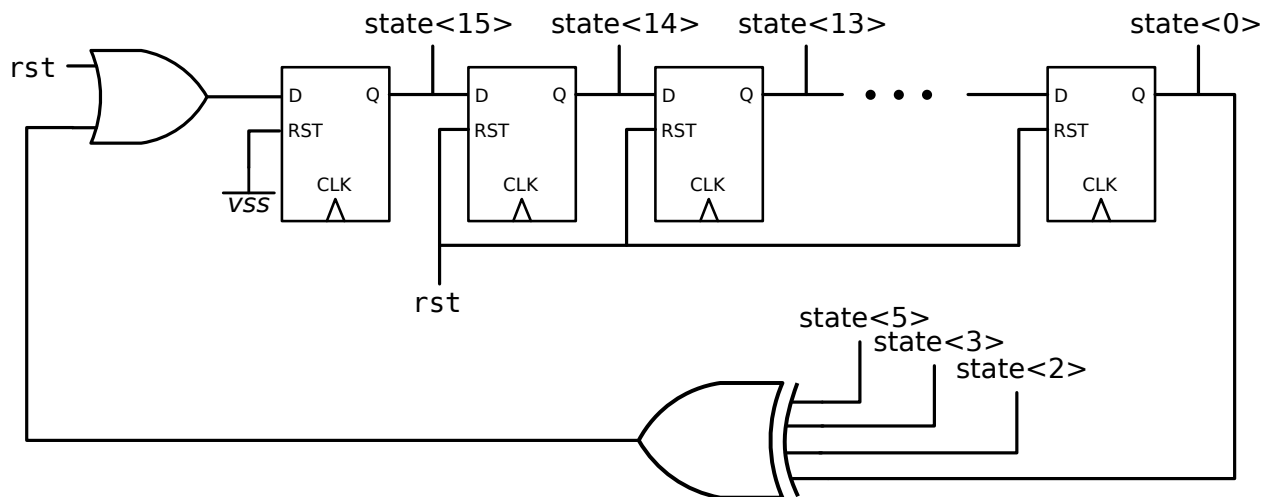 state<15>
state<14>
state<13>
state<0>
rst
D
Q
D
Q
D
Q
D
Q
RST
RST
RST
RST
CLK
CLK
CLK
CLK
VSS
rst
state<5>
state<3>
state<2>